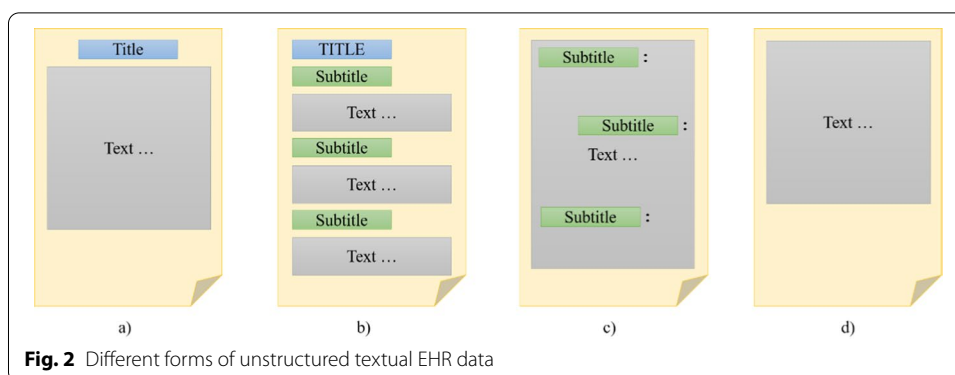 Title
Text …
a)
TITLE
Subtitle
Text …
Subtitle
Text …
Subtitle
Text …
b)
Subtitle :
Subtitle :
Text …
Subtitle :
c)
Text …
d)
Fig. 2 Different forms of unstructured textual EHR data